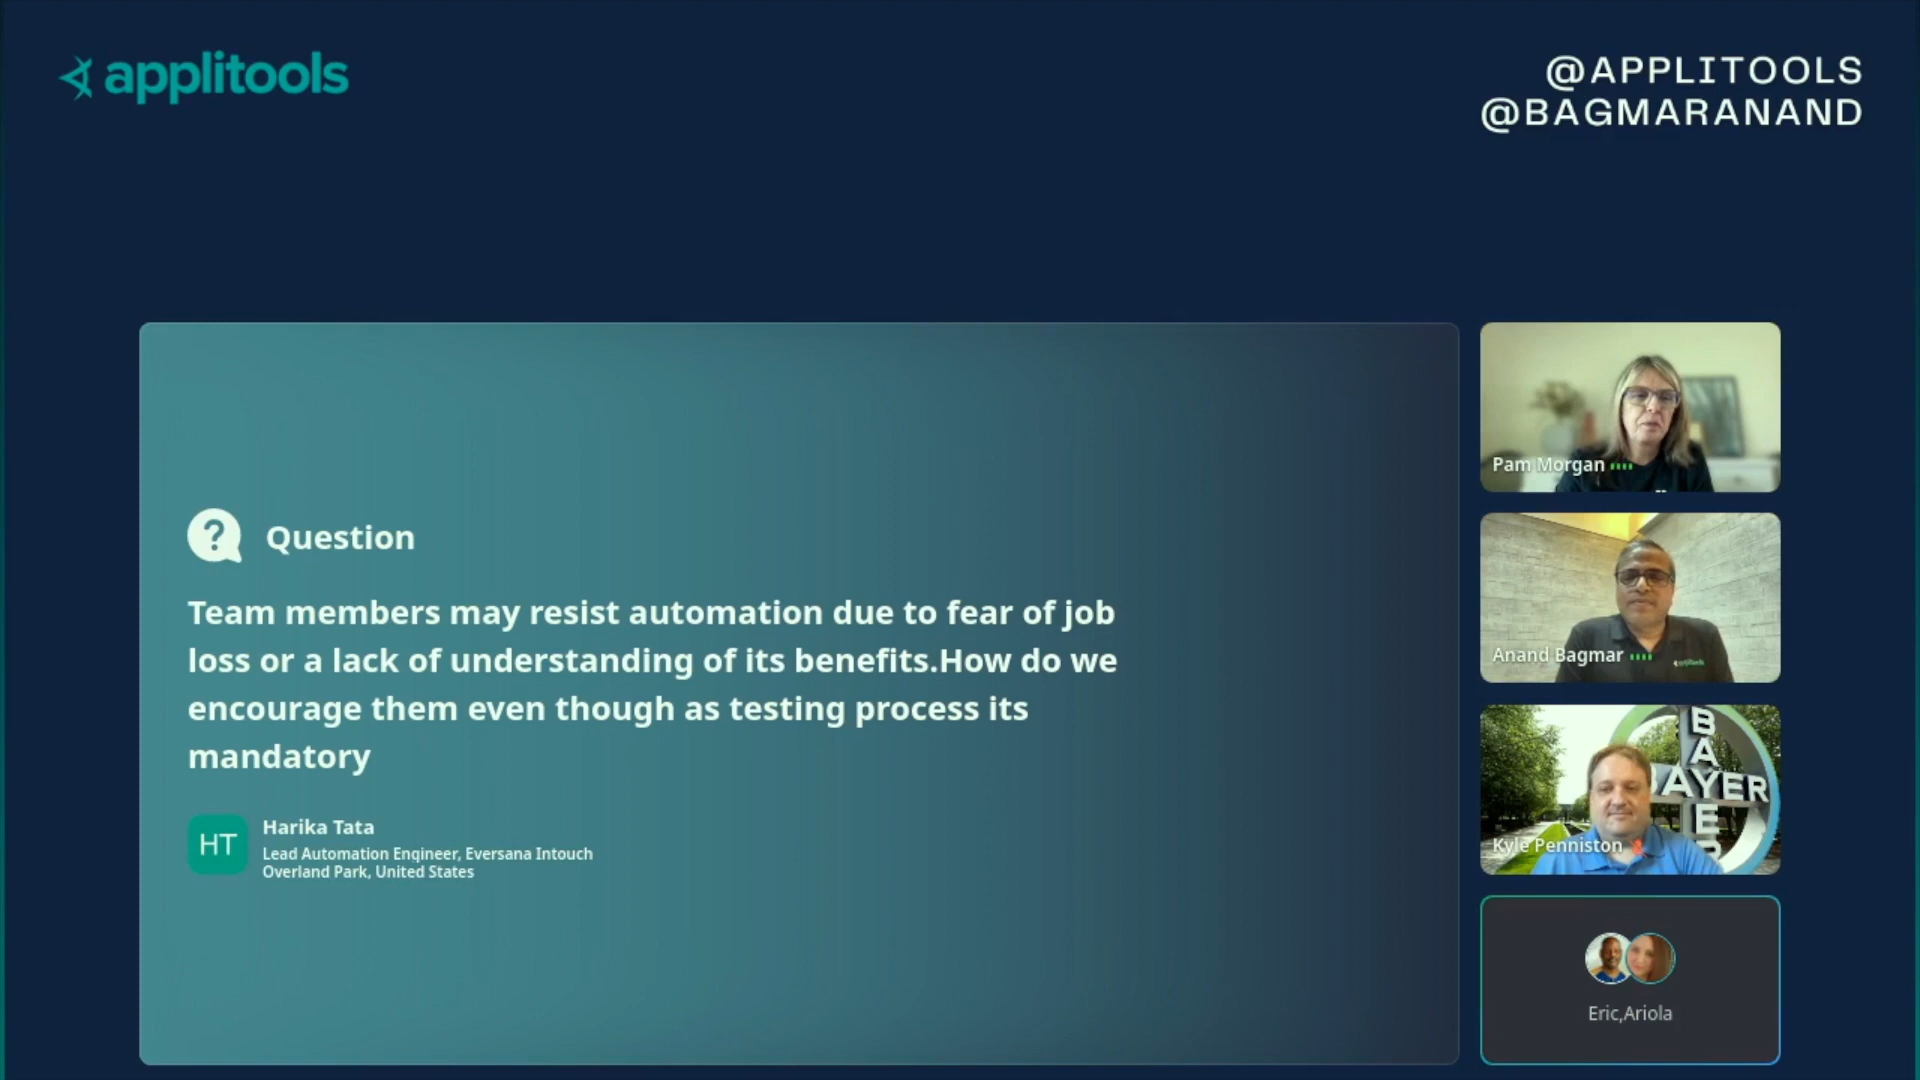 applitools
@APPLITOOLS
@BAGMARANAND
Question
Team members may resist automation due to fear of job
loss or a lack of understanding of its benefits.How do we
encourage them even though as testing process its
mandatory
HT
Harika Tata
Lead Automation Engineer, Eversana Intouch
Overland Park, United States
Pam Morgan
Anand Bagmar
applitools
BAYER
BAYER
Kyle Penniston
Eric,Ariola